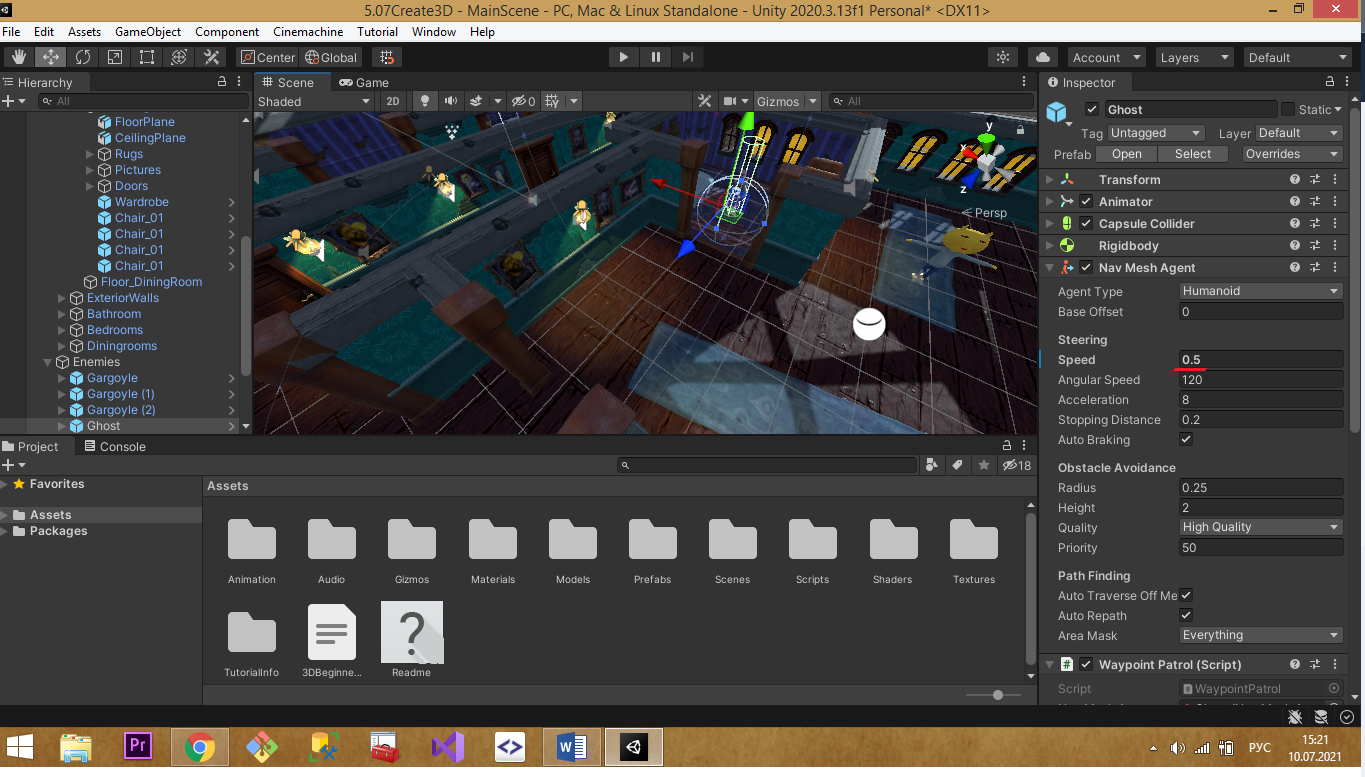 5.07Create3D - MainScene - PC, Mac & Linux Standalone - Unity 2020.3.13f1 Personal* <DX11>
File Edit Assets GameObject Component Cinemachine Tutorial Window Help
Center Global Account Layers Default
Hierarchy
All
FloorPlane
CeilingPlane
Rugs
Pictures
Doors
Wardrobe
Chair_01
Chair_01
Chair_01
Chair_01
Floor_DiningRoom
ExteriorWalls
Bathroom
Bedrooms
Diningrooms
Enemies
Gargoyle
Gargoyle (1)
Gargoyle (2)
Ghost
Scene Game
Shaded 2D 0 Gizmos All
y
x
z
Persp
Project Console
18
Favorites
Assets
Packages
Assets
Animation Audio Gizmos Materials Models Prefabs Scenes Scripts Shaders Textures
TutorialInfo 3DBeginne... Readme
Inspector
Ghost Static
Tag Untagged Layer Default
Prefab Open Select Overrides
Transform
Animator
Capsule Collider
Rigidbody
Nav Mesh Agent
Agent Type Humanoid
Base Offset 0
Steering
Speed 0.5
Angular Speed 120
Acceleration 8
Stopping Distance 0.2
Auto Braking
Obstacle Avoidance
Radius 0.25
Height 2
Quality High Quality
Priority 50
Path Finding
Auto Traverse Off Me
Auto Repath
Area Mask Everything
Waypoint Patrol (Script)
Script WaypointPatrol
Pr
РУС
15:21
10.07.2021